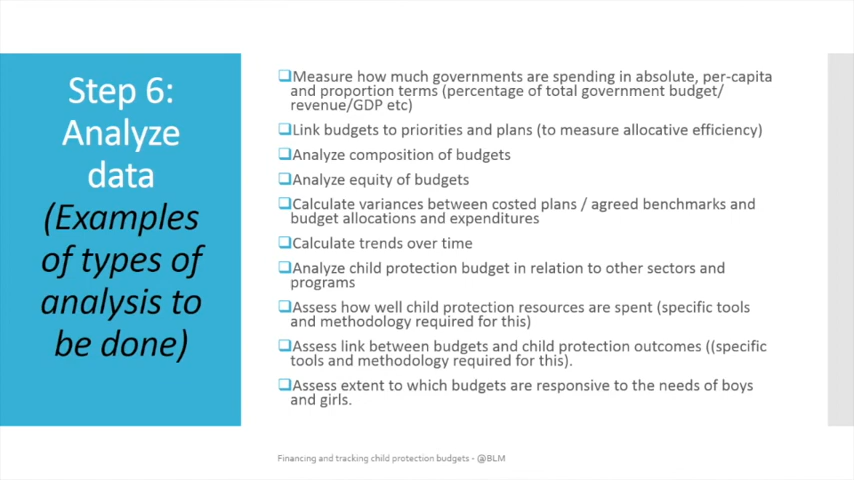 Step 6:
Analyze
data
(Examples
of types of
analysis to
be done)
❑Measure how much governments are spending in absolute, per-capita
and proportion terms (percentage of total government budget/
revenue/GDP etc)
❑Link budgets to priorities and plans (to measure allocative efficiency)
❑Analyze composition of budgets
❑Analyze equity of budgets
❑Calculate variances between costed plans / agreed benchmarks and
budget allocations and expenditures
❑Calculate trends over time
❑Analyze child protection budget in relation to other sectors and
programs
❑Assess how well child protection resources are spent (specific tools
and methodology required for this)
❑Assess link between budgets and child protection outcomes ((specific
tools and methodology required for this).
❑Assess extent to which budgets are responsive to the needs of boys
and girls.
Financing and tracking child protection budgets - @BLM